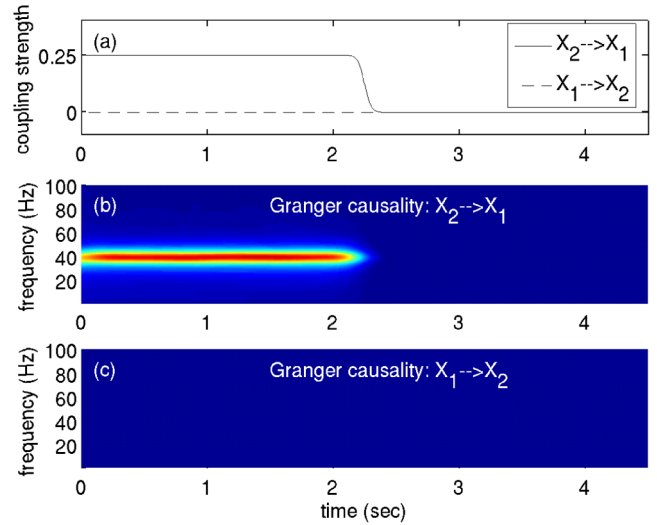 (a)
X2-->X1
X1-->X2
coupling strength
0.25
0
0 1 2 3 4
(b) Granger causality: X2-->X1
frequency (Hz)
100
80
60
40
20
0 1 2 3 4
(c) Granger causality: X1-->X2
frequency (Hz)
100
80
60
40
20
0 1 2 3 4
time (sec)